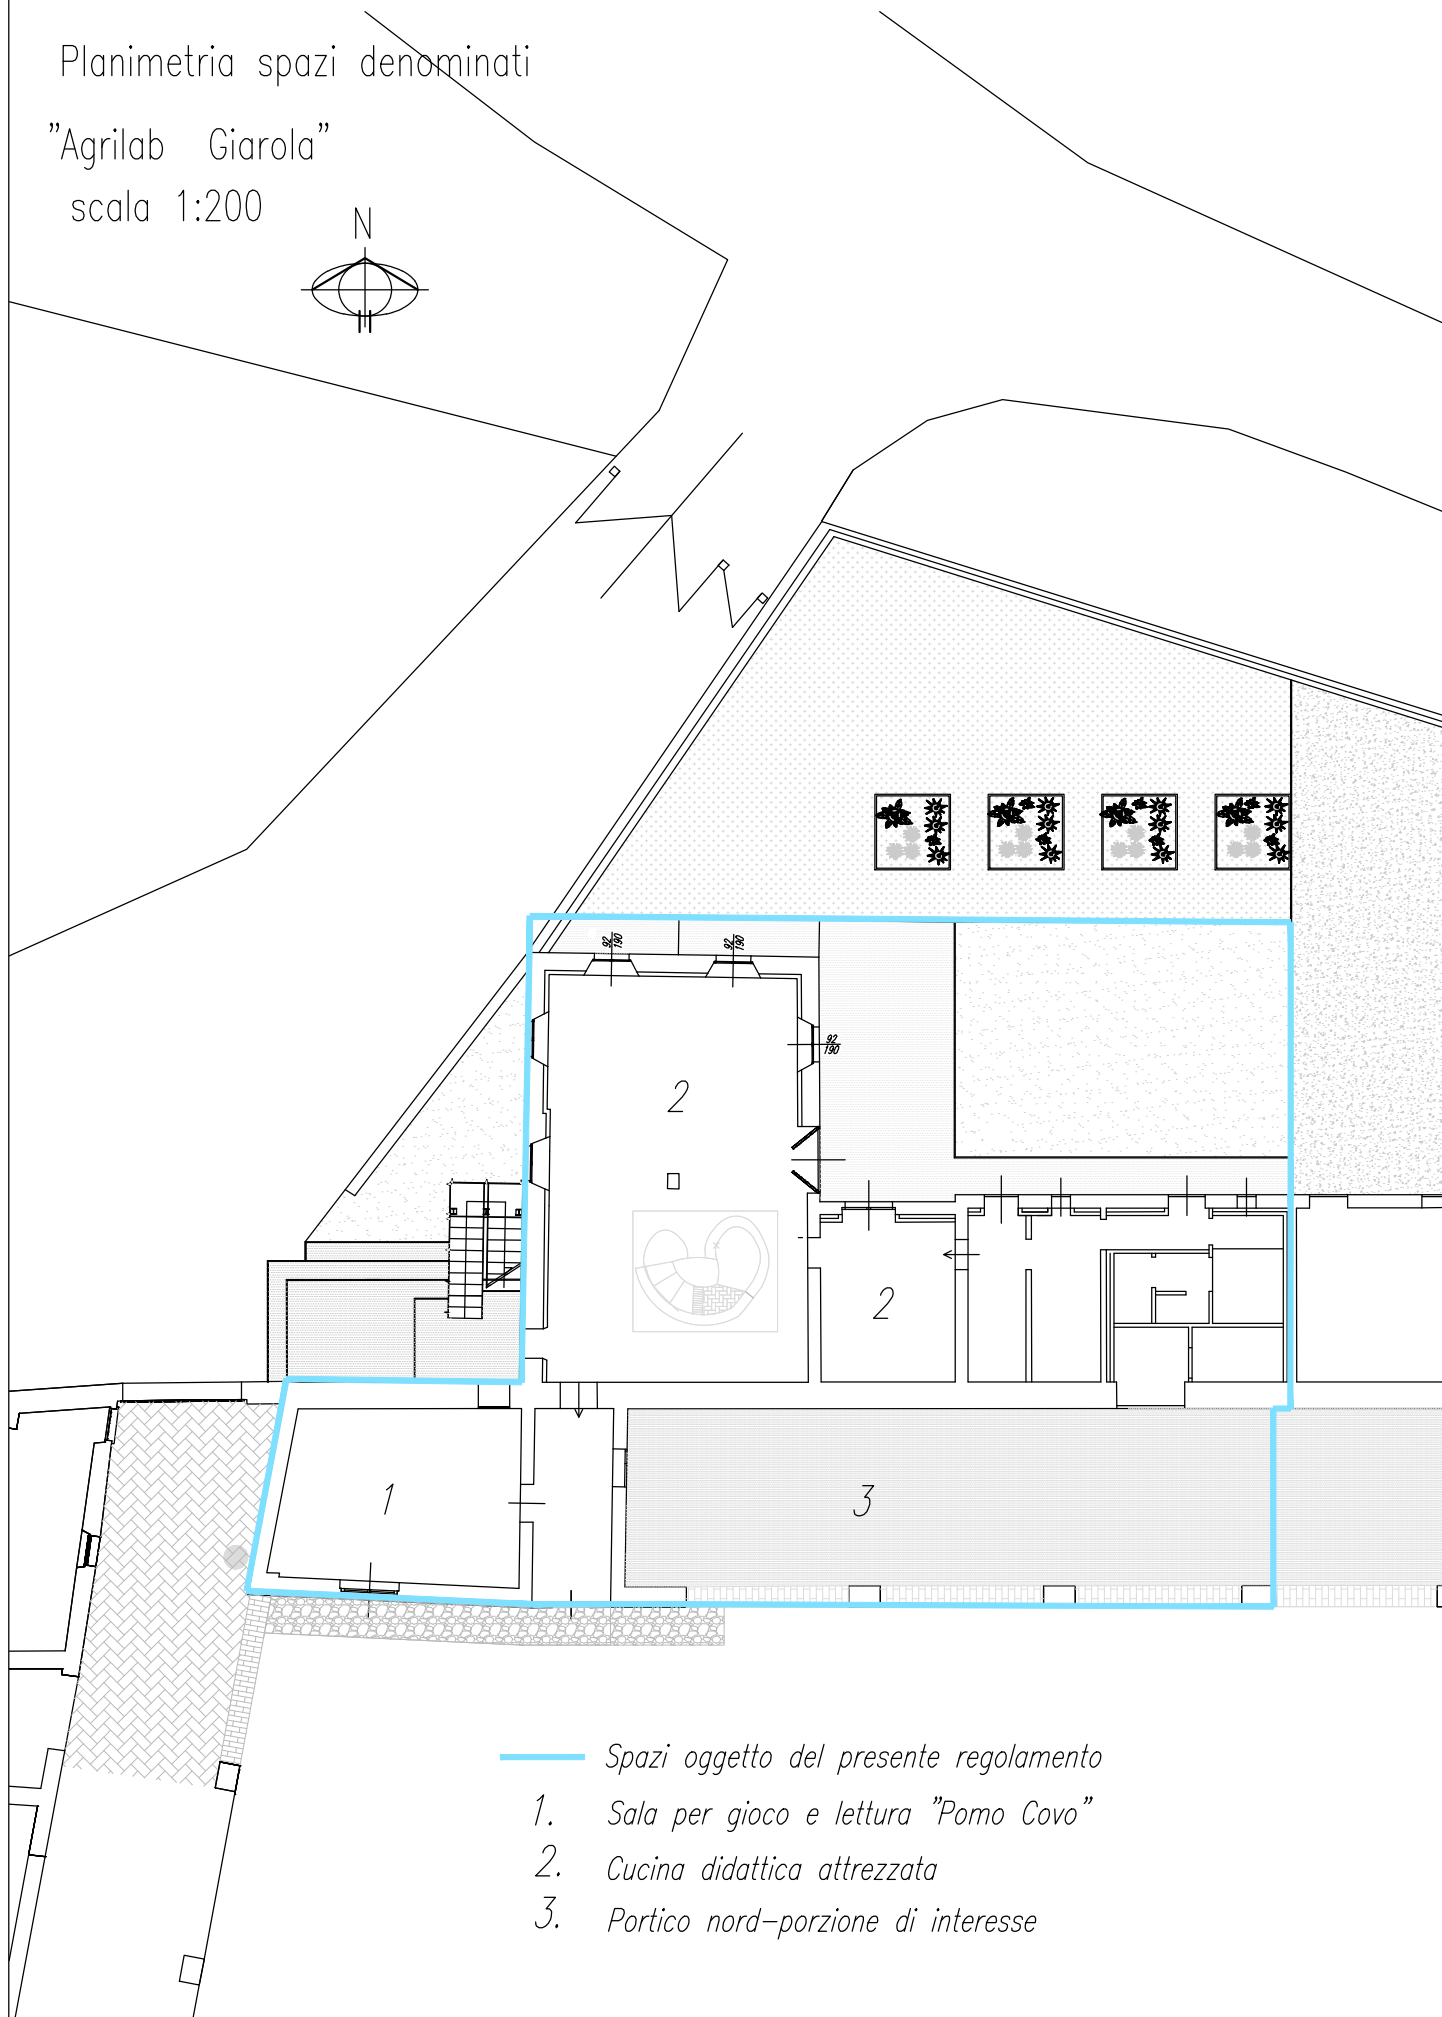 Planimetria spazi denominati
"Agrilab Giarola"
scala 1:200
N
92
190
92
190
92
190
2
2
1
3
Spazi oggetto del presente regolamento
1. Sala per gioco e lettura "Pomo Covo"
2. Cucina didattica attrezzata
3. Portico nord-porzione di interesse